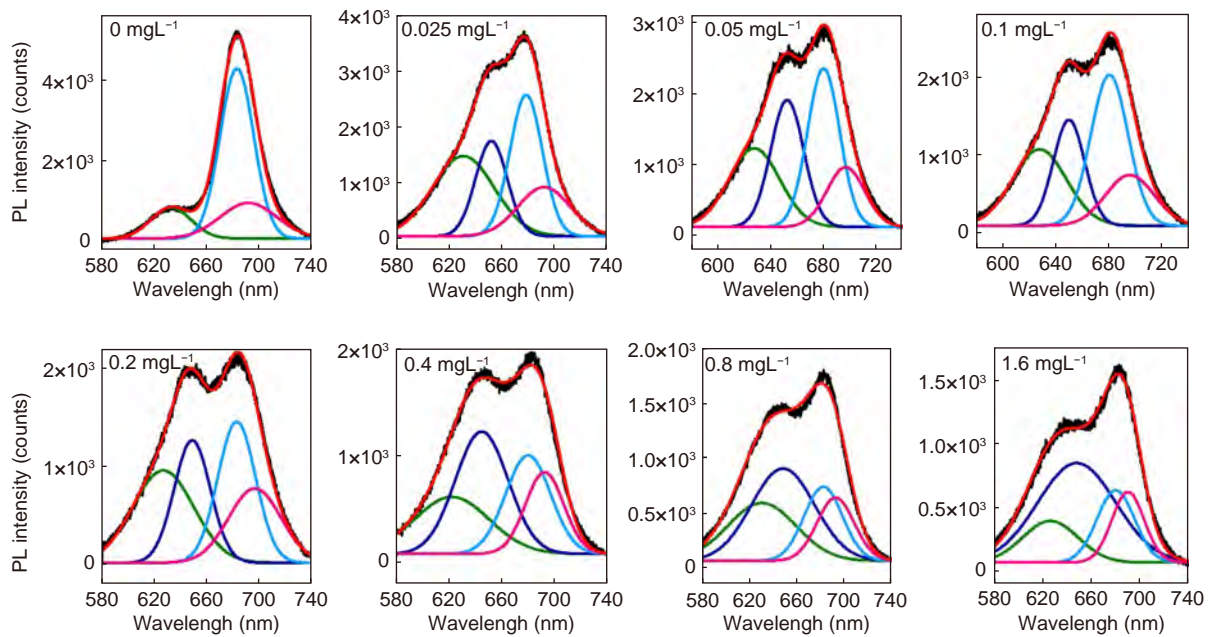 0 mgL⁻¹
0.025 mgL⁻¹
0.05 mgL⁻¹
0.1 mgL⁻¹
PL intensity (counts)
4×10³
2×10³
0
580 620 660 700 740
Wavelengh (nm)
4×10³
3×10³
2×10³
1×10³
0
580 620 660 700 740
Wavelengh (nm)
3×10³
2×10³
1×10³
0
600 640 680 720
Wavelengh (nm)
2×10³
1×10³
0
600 640 680 720
Wavelengh (nm)
0.2 mgL⁻¹
0.4 mgL⁻¹
0.8 mgL⁻¹
1.6 mgL⁻¹
PL intensity (counts)
2×10³
1×10³
0
580 620 660 700 740
Wavelengh (nm)
2×10³
1×10³
0
580 620 660 700 740
Wavelengh (nm)
2.0×10³
1.5×10³
1.0×10³
0.5×10³
0
580 620 660 700 740
Wavelengh (nm)
1.5×10³
1.0×10³
0.5×10³
0
580 620 660 700 740
Wavelengh (nm)